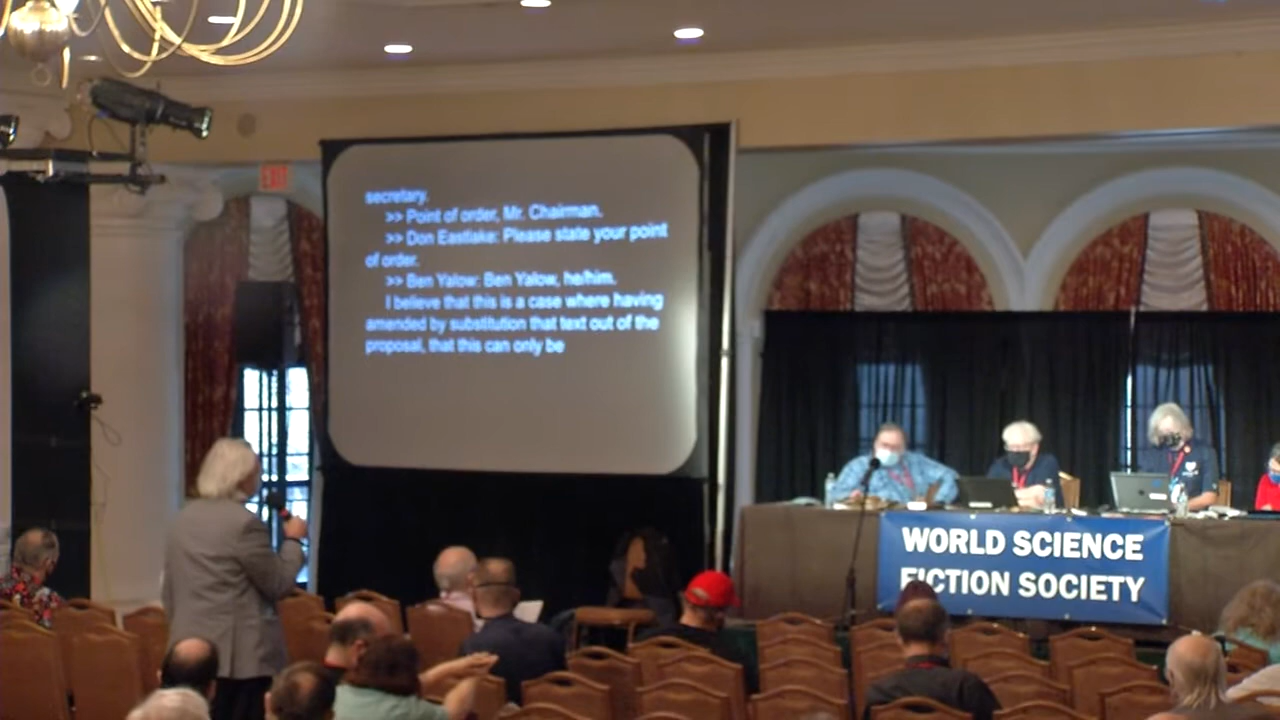 EXIT
secretary.
>> Point of order, Mr. Chairman.
>> Don Eastlake: Please state your point
of order.
>> Ben Yalow: Ben Yalow, he/him.
I believe that this is a case where having
amended by substitution that text out of the
proposal, that this can only be
WORLD SCIENCE
FICTION SOCIETY